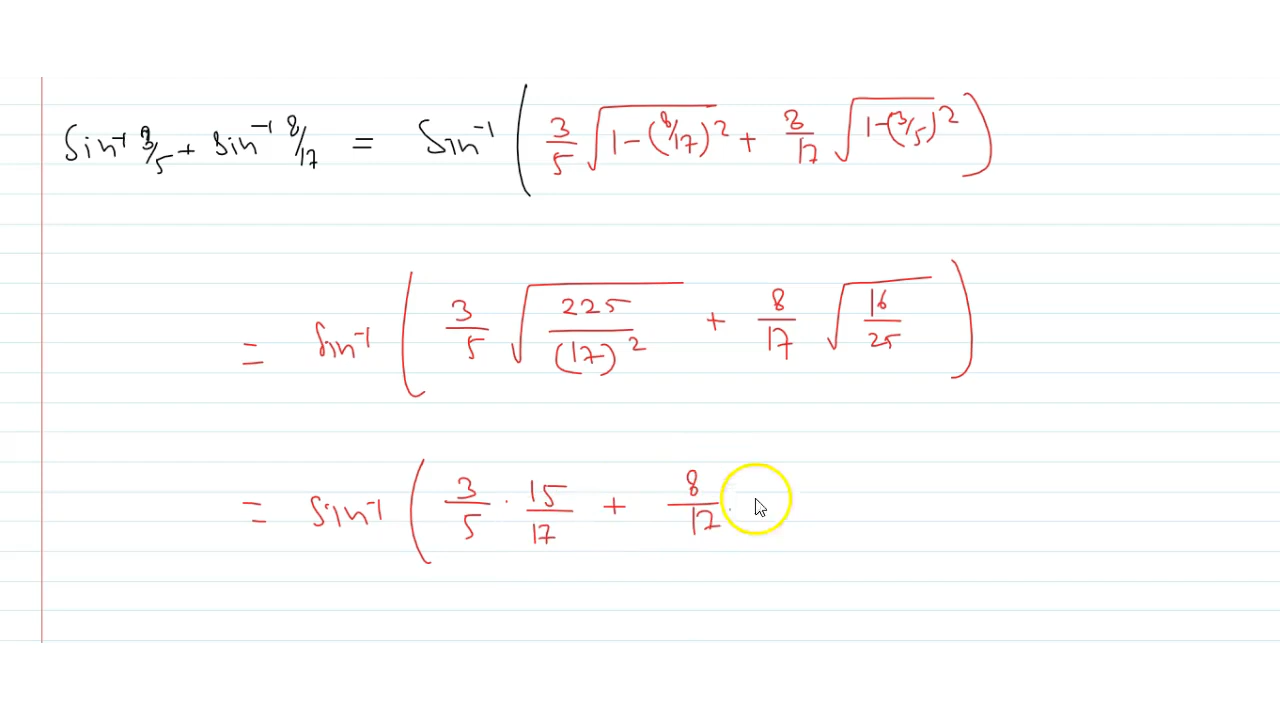 Sin⁻¹ 3/5 + Sin⁻¹ 8/17 = Sin⁻¹ ( 3/5 √(1-(8/17)²) + 8/17 √(1-(3/5)²) )
= Sin⁻¹ ( 3/5 √(225/(17)²) + 8/17 √(16/25) )
= Sin⁻¹ ( 3/5 · 15/17 + 8/17 ·